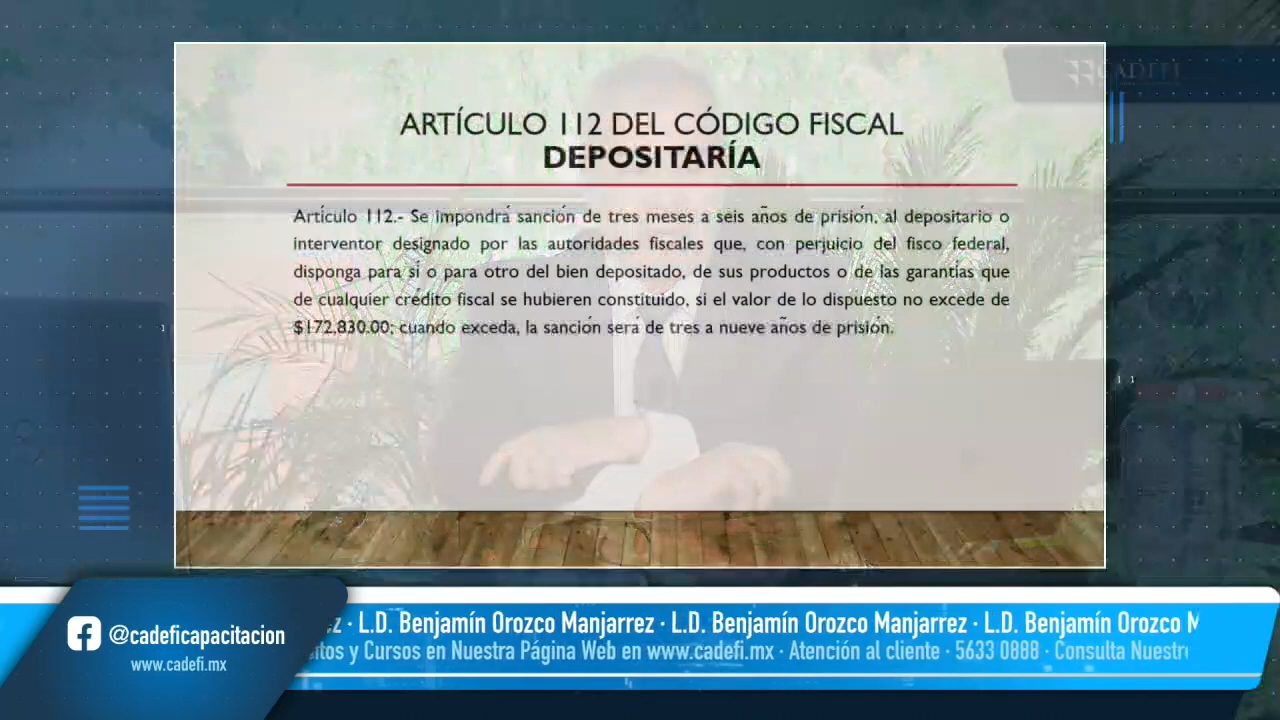 CADEFI
ARTÍCULO 112 DEL CÓDIGO FISCAL
DEPOSITARÍA
Artículo 112.- Se impondrá sanción de tres meses a seis años de prisión, al depositario o
interventor designado por las autoridades fiscales que, con perjuicio del fisco federal,
disponga para sí o para otro del bien depositado, de sus productos o de las garantías que
de cualquier crédito fiscal se hubieren constituido, si el valor de lo dispuesto no excede de
$172,830.00; cuando exceda, la sanción será de tres a nueve años de prisión.
@cadeficapacitacion
www.cadefi.mx
ez · L.D. Benjamín Orozco Manjarrez · L.D. Benjamín Orozco Manjarrez · L.D. Benjamín Orozco M
itos y Cursos en Nuestra Página Web en www.cadefi.mx · Atención al cliente · 5633 0888 · Consulta Nuestr